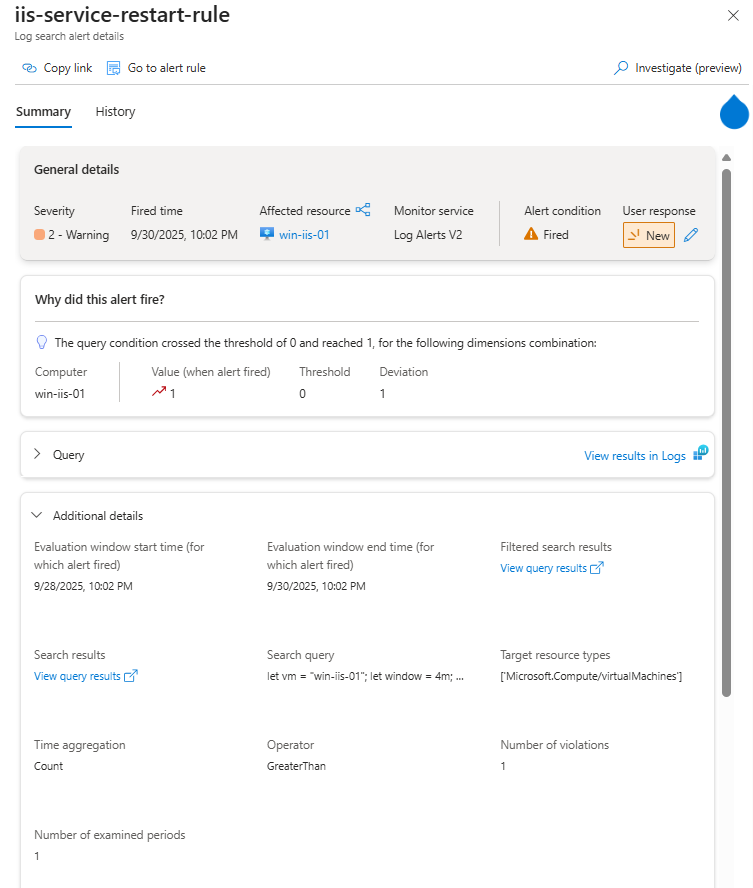 iis-service-restart-rule
Log search alert details
Copy link Go to alert rule Investigate (preview)
Summary History
General details
Severity Fired time Affected resource Monitor service Alert condition User response
2 - Warning 9/30/2025, 10:02 PM win-iis-01 Log Alerts V2 Fired New
Why did this alert fire?
The query condition crossed the threshold of 0 and reached 1, for the following dimensions combination:
Computer Value (when alert fired) Threshold Deviation
win-iis-01 1 0 1
Query View results in Logs
Additional details
Evaluation window start time (for Evaluation window end time (for Filtered search results
which alert fired) which alert fired) View query results
9/28/2025, 10:02 PM 9/30/2025, 10:02 PM
Search results Search query Target resource types
View query results let vm = "win-iis-01"; let window = 4m; ... ['Microsoft.Compute/virtualMachines']
Time aggregation Operator Number of violations
Count GreaterThan 1
Number of examined periods
1